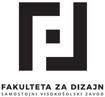 FAKULTETA ZA DIZAJN
SAMOSTOJNI VISOKOŠOLSKI ZAVOD